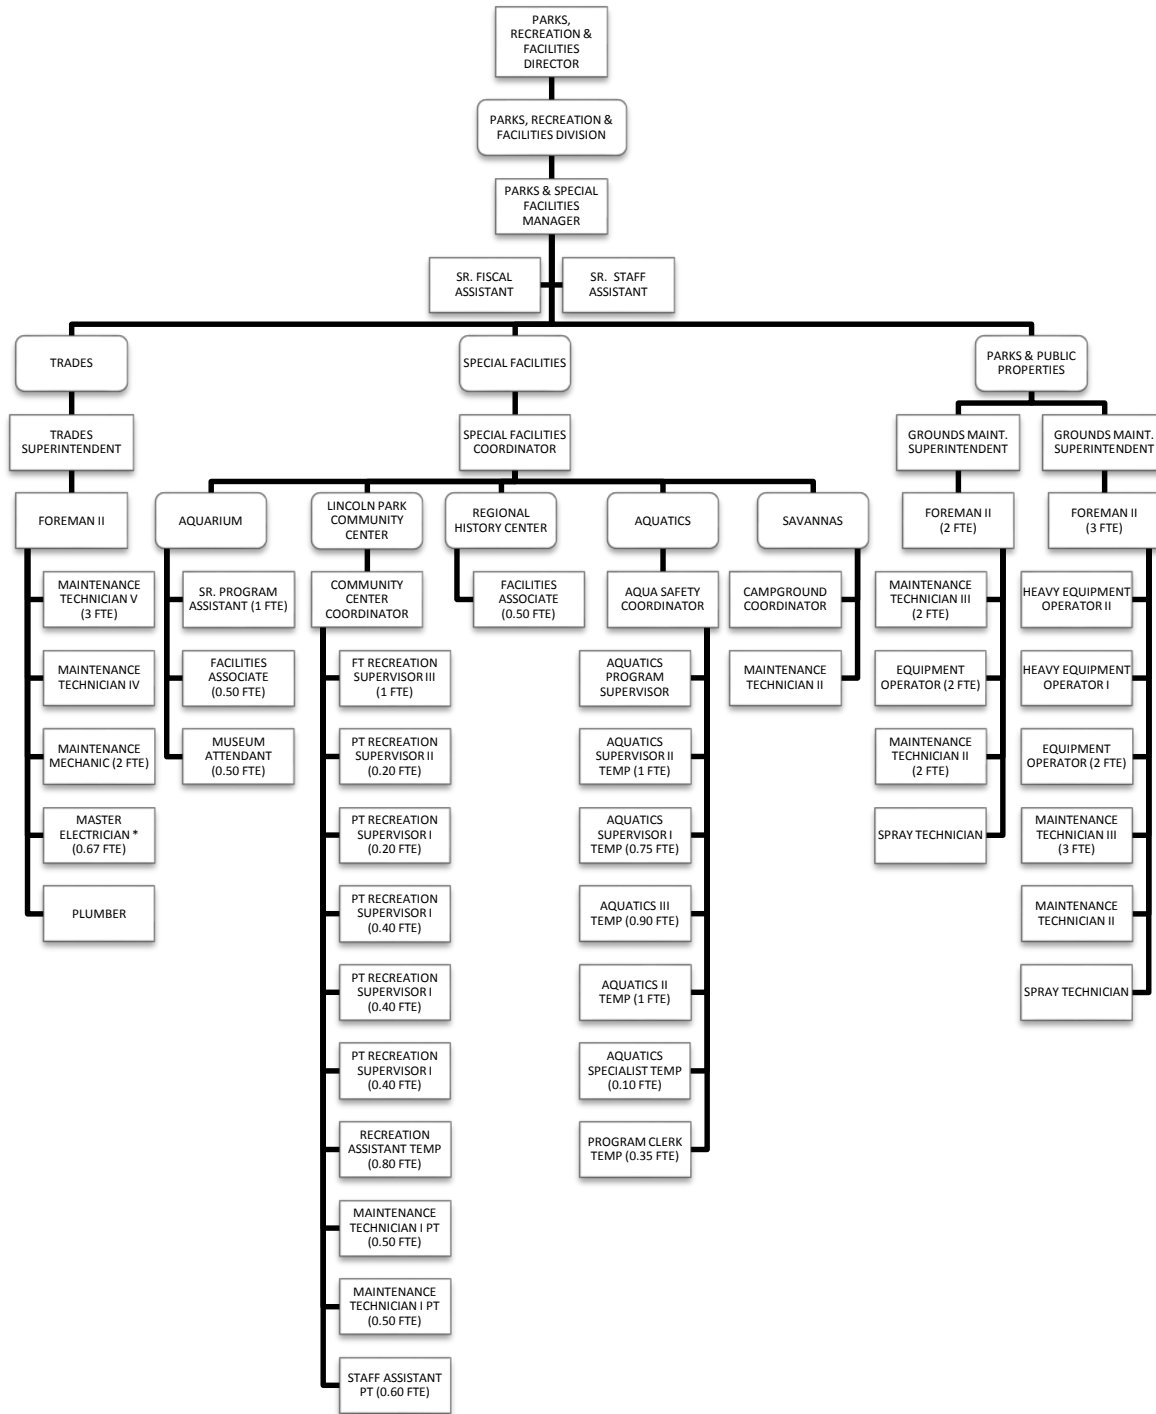 PARKS,
RECREATION &
FACILITIES
DIRECTOR
PARKS, RECREATION &
FACILITIES DIVISION
PARKS & SPECIAL
FACILITIES
MANAGER
SR. FISCAL
ASSISTANT
SR. STAFF
ASSISTANT
TRADES
SPECIAL FACILITIES
PARKS & PUBLIC
PROPERTIES
TRADES
SUPERINTENDENT
SPECIAL FACILITIES
COORDINATOR
GROUNDS MAINT.
SUPERINTENDENT
GROUNDS MAINT.
SUPERINTENDENT
FOREMAN II
AQUARIUM
LINCOLN PARK
COMMUNITY
CENTER
REGIONAL
HISTORY CENTER
AQUATICS
SAVANNAS
FOREMAN II
(2 FTE)
FOREMAN II
(3 FTE)
MAINTENANCE
TECHNICIAN V
(3 FTE)
MAINTENANCE
TECHNICIAN IV
MAINTENANCE
MECHANIC (2 FTE)
MASTER
ELECTRICIAN *
(0.67 FTE)
PLUMBER
SR. PROGRAM
ASSISTANT (1 FTE)
FACILITIES
ASSOCIATE
(0.50 FTE)
MUSEUM
ATTENDANT
(0.50 FTE)
COMMUNITY
CENTER
COORDINATOR
FT RECREATION
SUPERVISOR III
(1 FTE)
PT RECREATION
SUPERVISOR II
(0.20 FTE)
PT RECREATION
SUPERVISOR I
(0.20 FTE)
PT RECREATION
SUPERVISOR I
(0.40 FTE)
PT RECREATION
SUPERVISOR I
(0.40 FTE)
PT RECREATION
SUPERVISOR I
(0.40 FTE)
RECREATION
ASSISTANT TEMP
(0.80 FTE)
MAINTENANCE
TECHNICIAN I PT
(0.50 FTE)
MAINTENANCE
TECHNICIAN I PT
(0.50 FTE)
STAFF ASSISTANT
PT (0.60 FTE)
FACILITIES
ASSOCIATE
(0.50 FTE)
AQUA SAFETY
COORDINATOR
AQUATICS
PROGRAM
SUPERVISOR
AQUATICS
SUPERVISOR II
TEMP (1 FTE)
AQUATICS
SUPERVISOR I
TEMP (0.75 FTE)
AQUATICS III
TEMP (0.90 FTE)
AQUATICS II
TEMP (1 FTE)
AQUATICS
SPECIALIST TEMP
(0.10 FTE)
PROGRAM CLERK
TEMP (0.35 FTE)
CAMPGROUND
COORDINATOR
MAINTENANCE
TECHNICIAN II
MAINTENANCE
TECHNICIAN III
(2 FTE)
EQUIPMENT
OPERATOR (2 FTE)
MAINTENANCE
TECHNICIAN II
(2 FTE)
SPRAY TECHNICIAN
HEAVY EQUIPMENT
OPERATOR II
HEAVY EQUIPMENT
OPERATOR I
EQUIPMENT
OPERATOR (2 FTE)
MAINTENANCE
TECHNICIAN III
(3 FTE)
MAINTENANCE
TECHNICIAN II
SPRAY TECHNICIAN